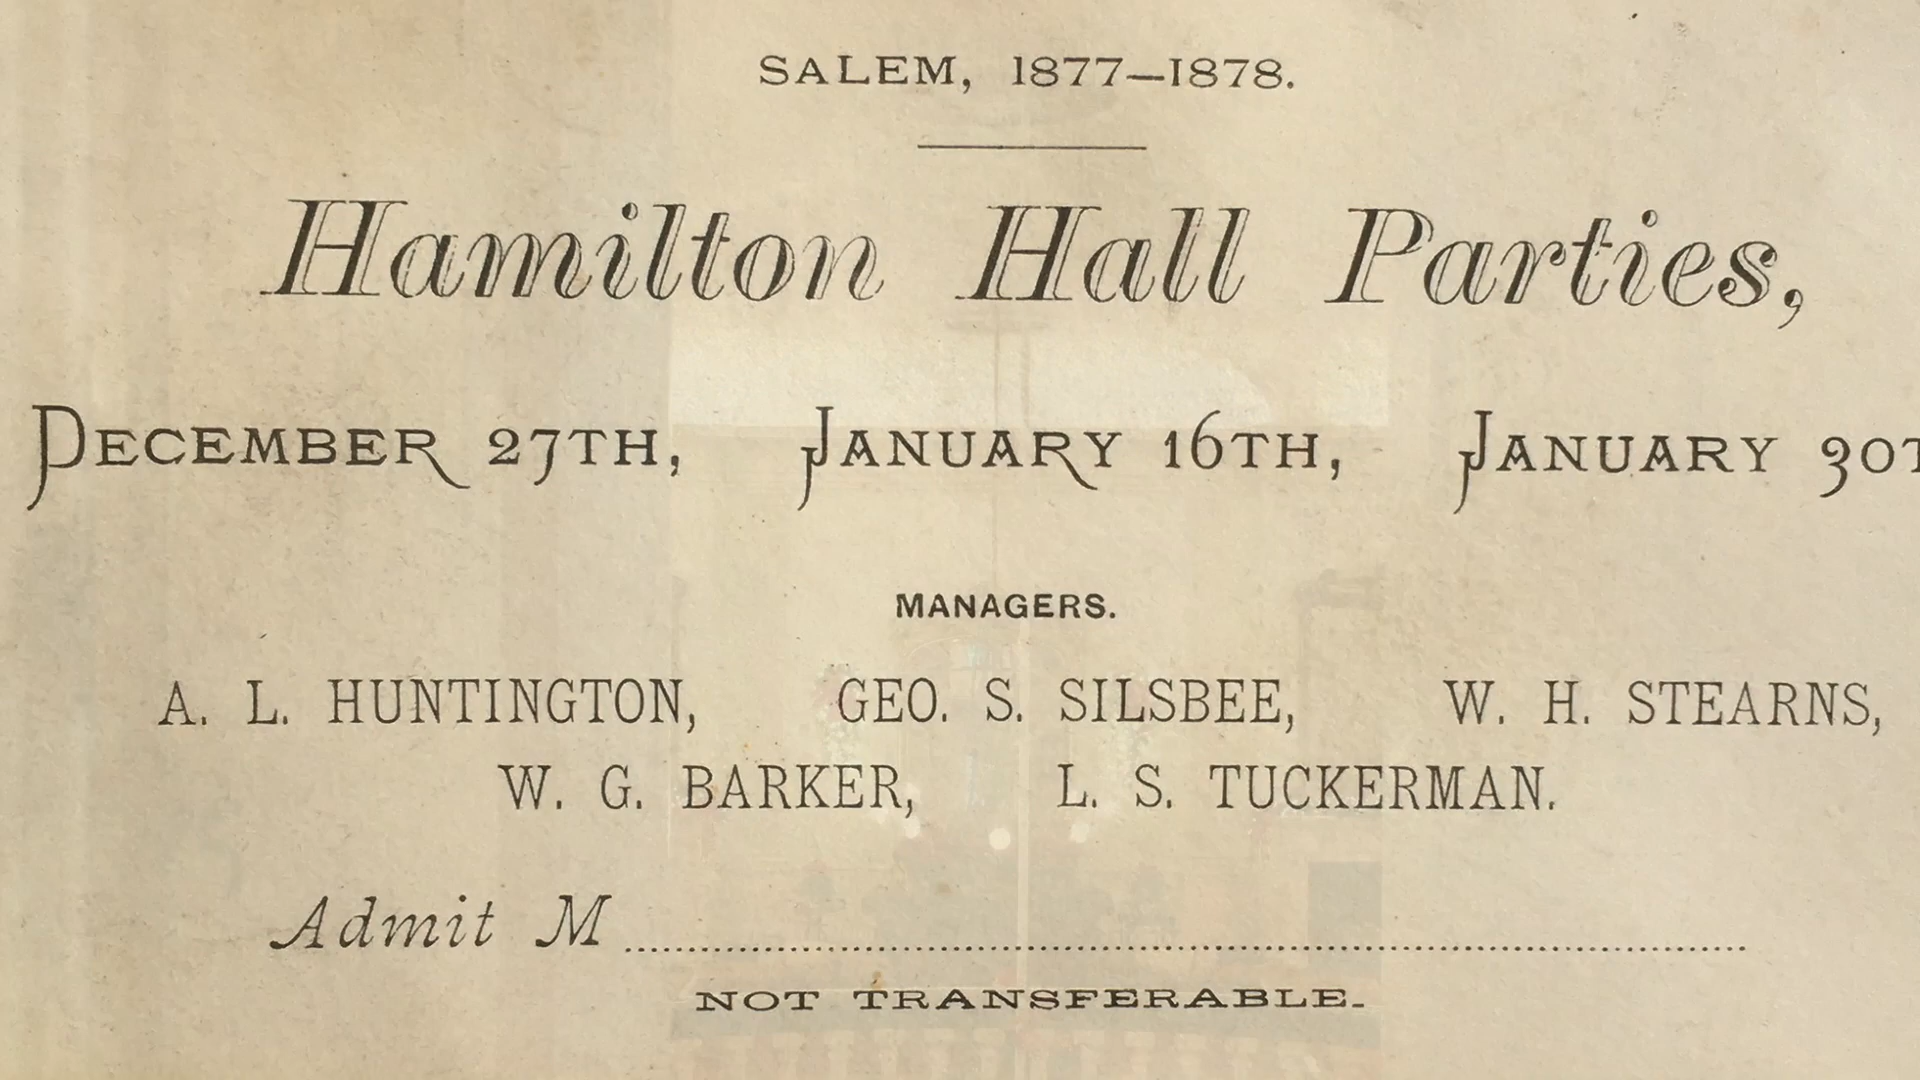 SALEM, 1877—1878.
Hamilton Hall Parties,
DECEMBER 27TH, JANUARY 16TH, JANUARY 30T
MANAGERS.
A. L. HUNTINGTON, GEO. S. SILSBEE, W. H. STEARNS,
W. G. BARKER, L. S. TUCKERMAN.
Admit M
NOT TRANSFERABLE.